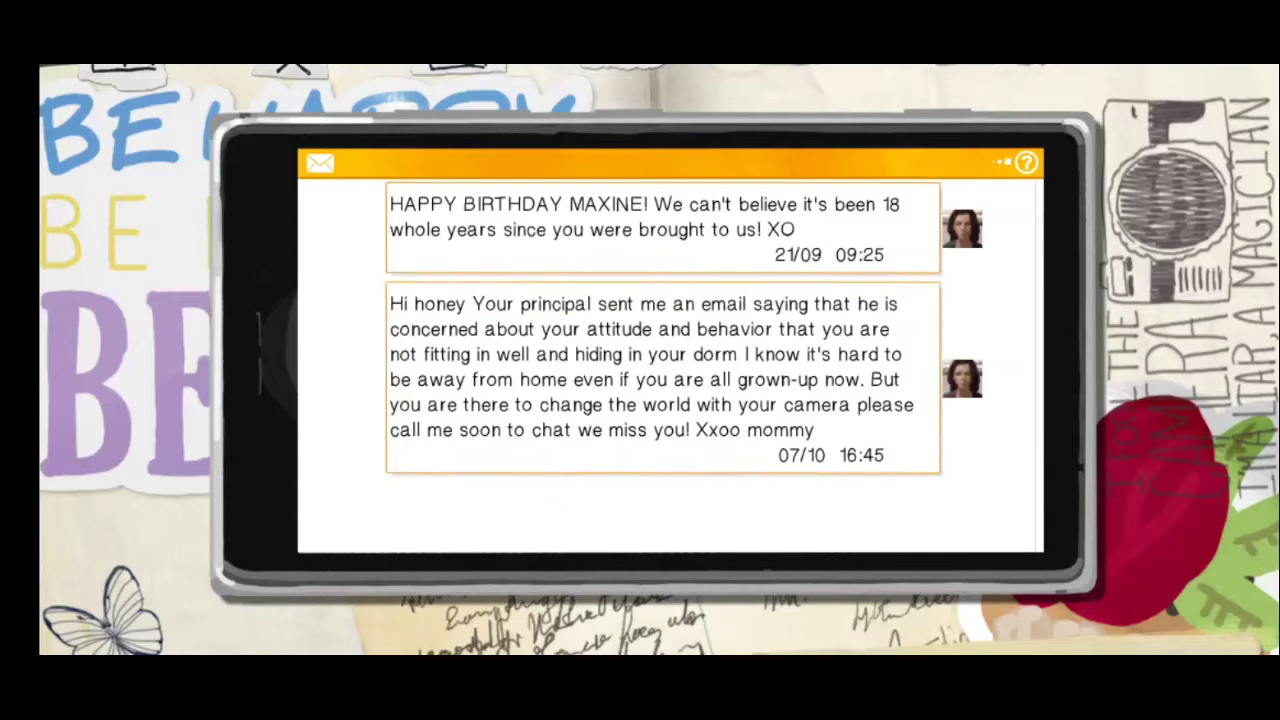 BE HAPPY
BE
BE
HAPPY BIRTHDAY MAXINE! We can't believe it's been 18
whole years since you were brought to us! XO
21/09 09:25
Hi honey Your principal sent me an email saying that he is
concerned about your attitude and behavior that you are
not fitting in well and hiding in your dorm I know it's hard to
be away from home even if you are all grown-up now. But
you are there to change the world with your camera please
call me soon to chat we miss you! Xxoo mommy
07/10 16:45
?
THE
CAMERA
I'M A LIAR, A MAGICIAN